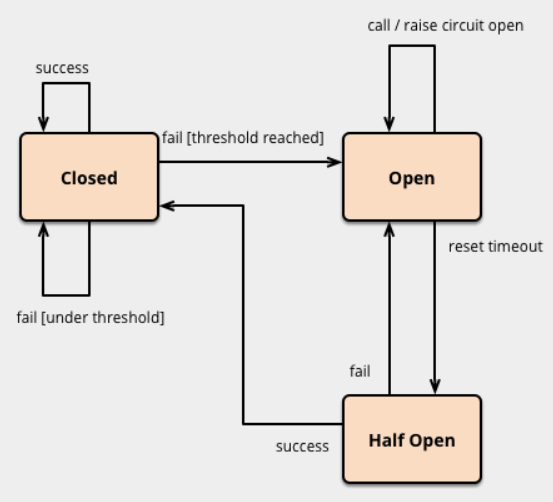 call / raise circuit open
success
fail [threshold reached]
Closed
Open
reset timeout
fail [under threshold]
fail
Half Open
success